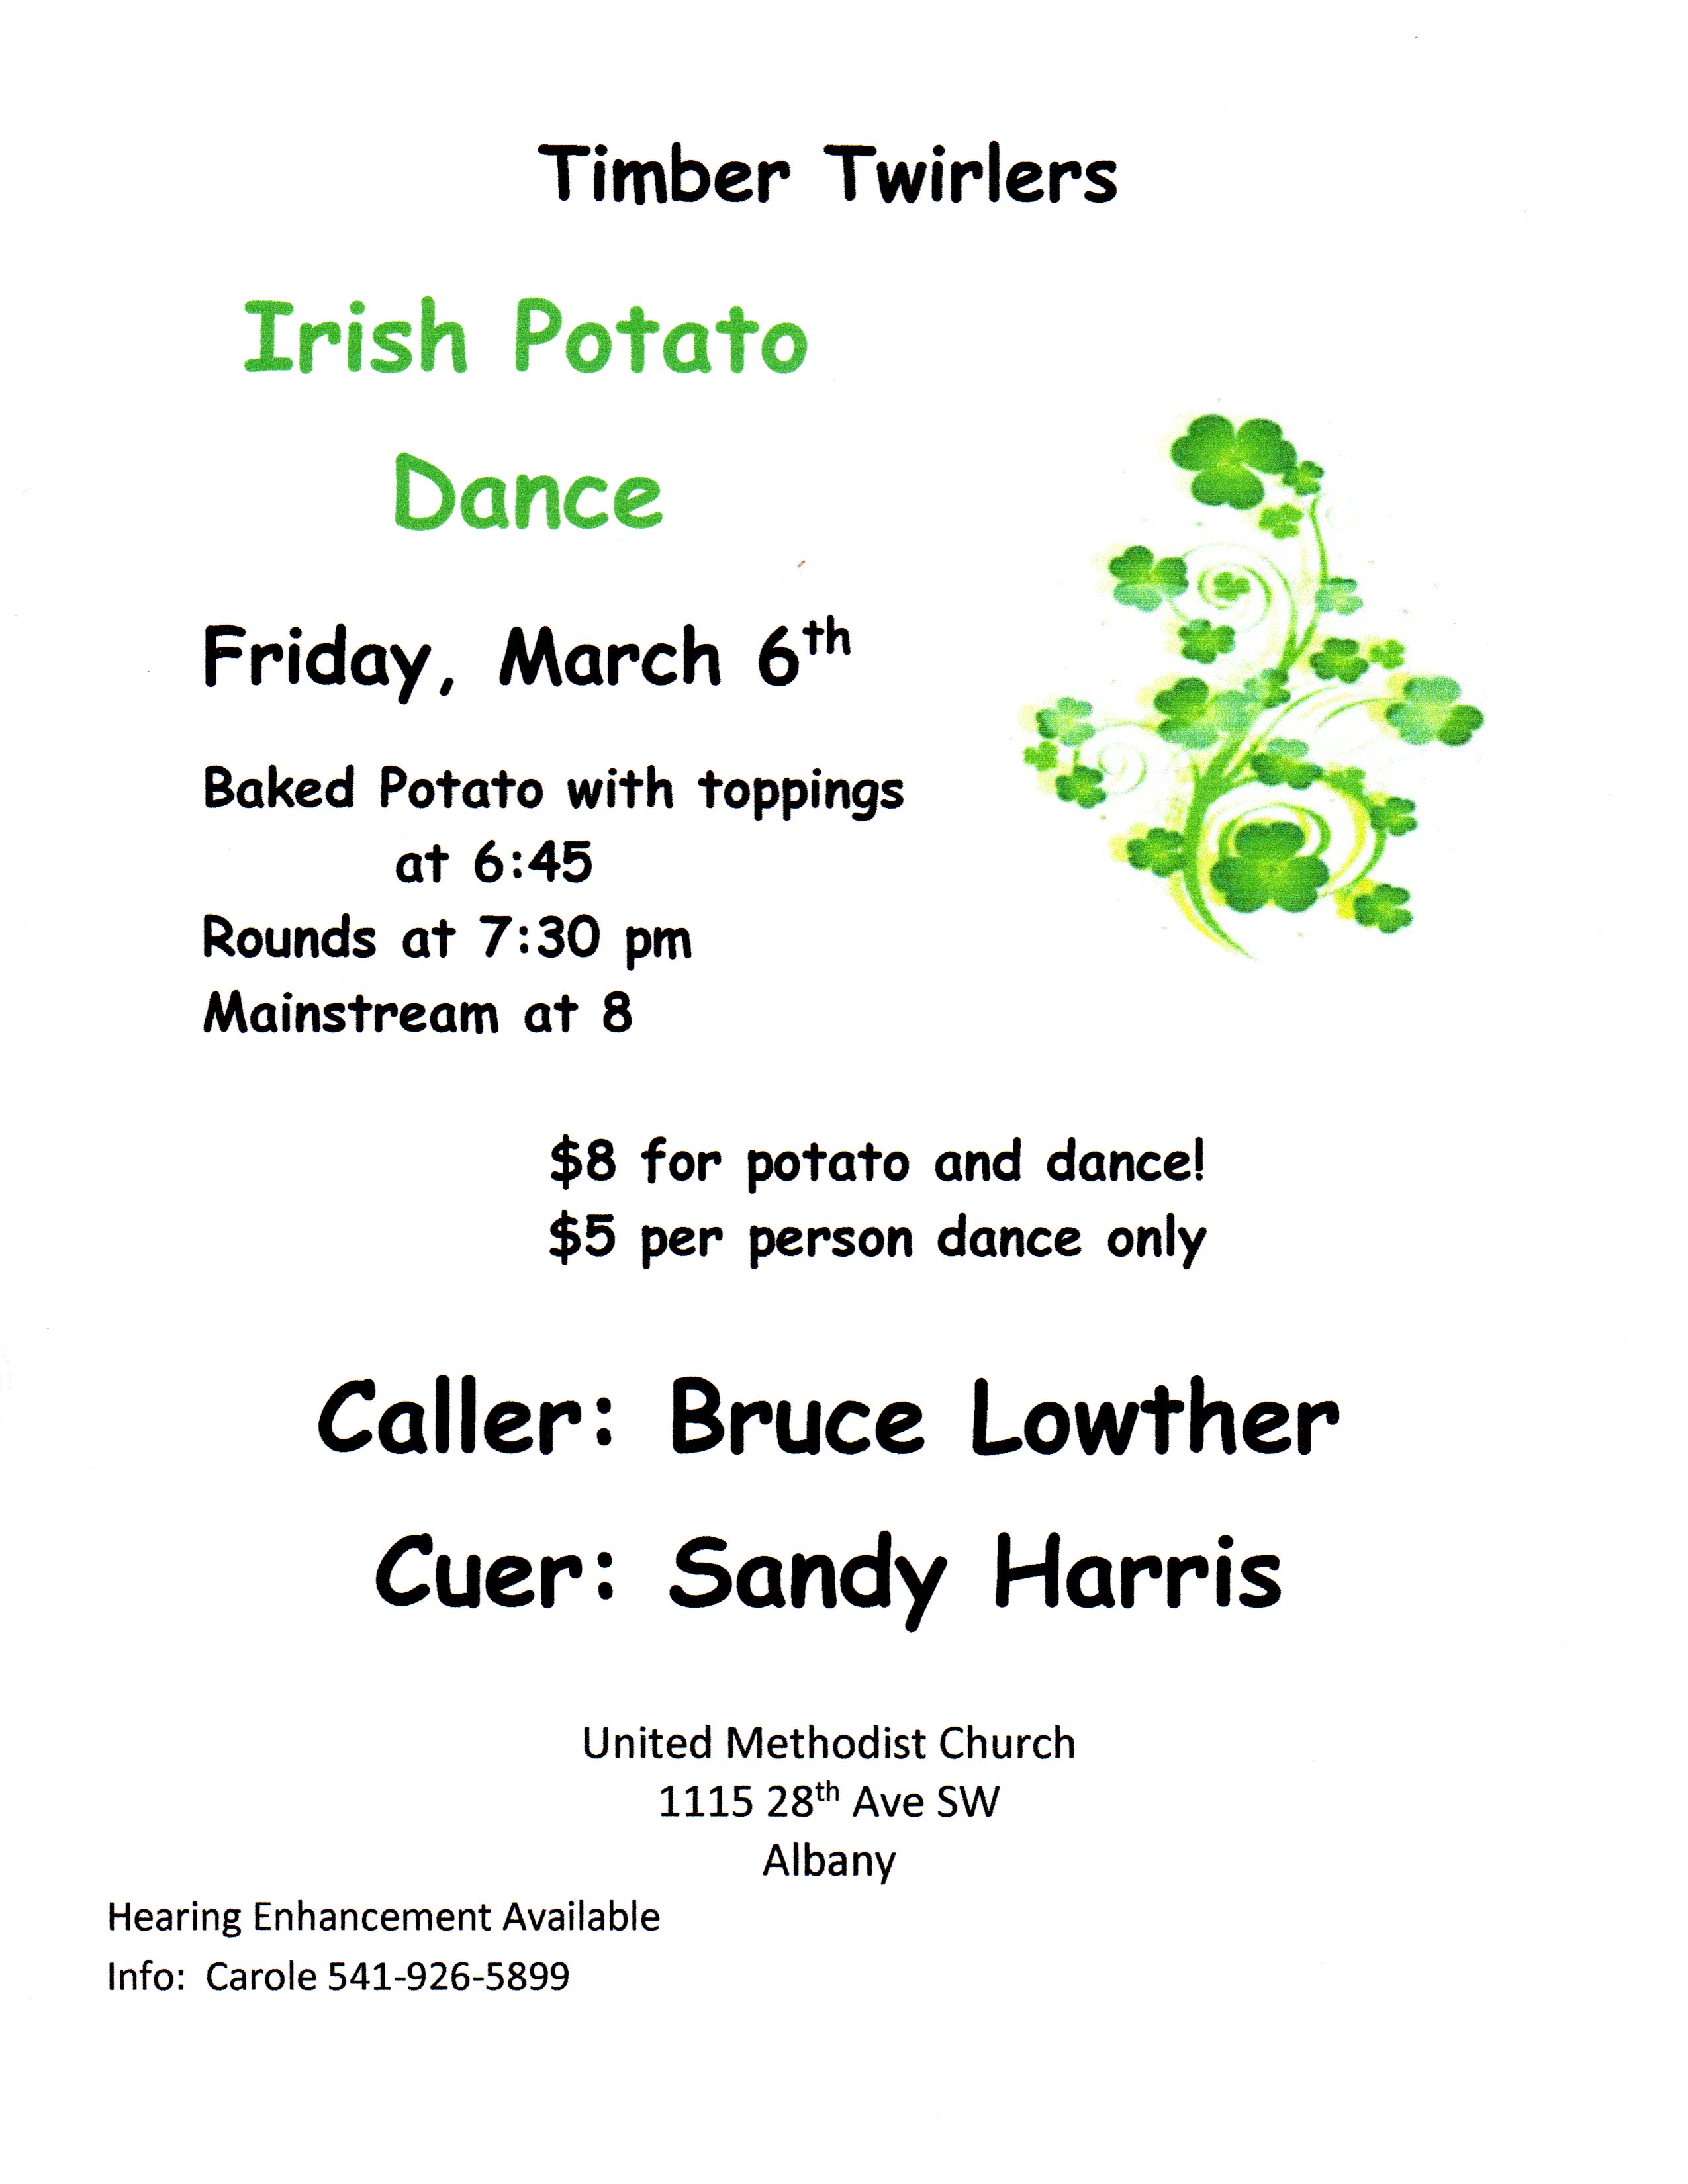 Timber Twirlers
Irish Potato
Dance
Friday, March 6th
Baked Potato with toppings
at 6:45
Rounds at 7:30 pm
Mainstream at 8
$8 for potato and dance!
$5 per person dance only
Caller: Bruce Lowther
Cuer: Sandy Harris
United Methodist Church
1115 28th Ave SW
Albany
Hearing Enhancement Available
Info: Carole 541-926-5899